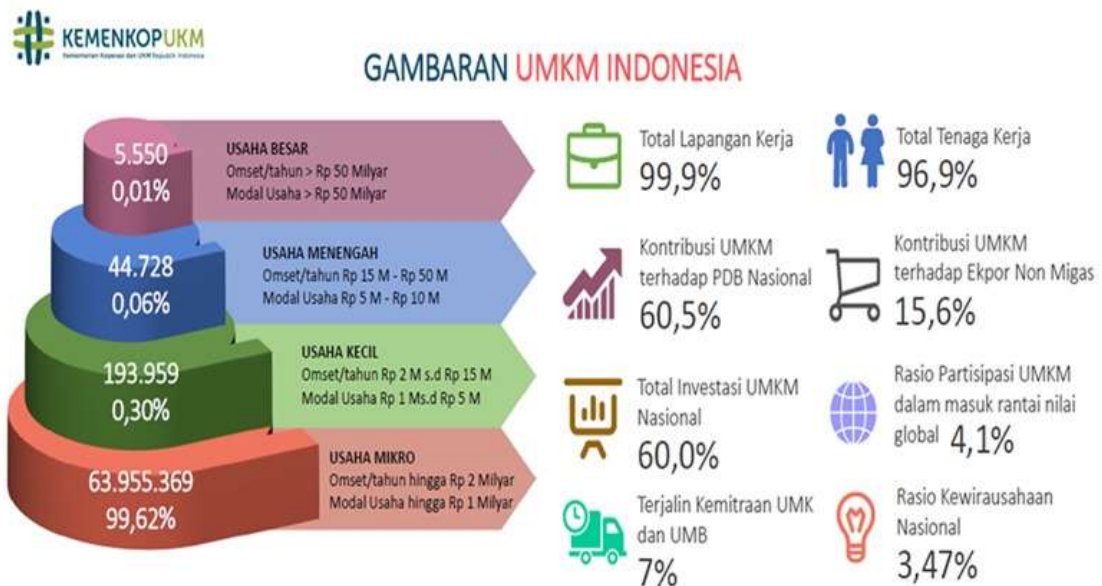 KEMENKOPUKM
Kementerian Koperasi dan UKM Republik Indonesia
GAMBARAN UMKM INDONESIA
5.550
0,01%
USAHA BESAR
Omset/tahun > Rp 50 Milyar
Modal Usaha > Rp 50 Milyar
44.728
0,06%
USAHA MENENGAH
Omset/tahun Rp 15 M - Rp 50 M
Modal Usaha Rp 5 M - Rp 10 M
193.959
0,30%
USAHA KECIL
Omset/tahun Rp 2 M s.d Rp 15 M
Modal Usaha Rp 1 Ms.d Rp 5 M
63.955.369
99,62%
USAHA MIKRO
Omset/tahun hingga Rp 2 Milyar
Modal Usaha hingga Rp 1 Milyar
Total Lapangan Kerja
99,9%
Total Tenaga Kerja
96,9%
Kontribusi UMKM
terhadap PDB Nasional
60,5%
Kontribusi UMKM
terhadap Ekpor Non Migas
15,6%
Total Investasi UMKM
Nasional
60,0%
Rasio Partisipasi UMKM
dalam masuk rantai nilai
global 4,1%
Terjalin Kemitraan UMK
dan UMB
7%
Rasio Kewirausahaan
Nasional
3,47%